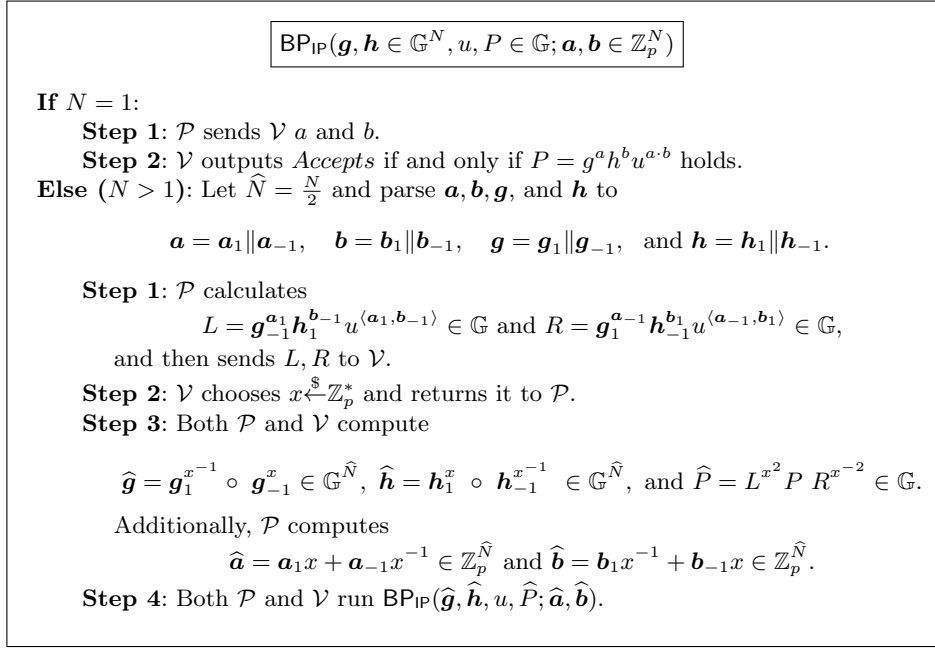 BP_IP(𝒈, 𝒉 ∈ 𝔾^N, u, P ∈ 𝔾; 𝒂, 𝒃 ∈ ℤ_p^N)
If N = 1:
Step 1: 𝒫 sends 𝒱 a and b.
Step 2: 𝒱 outputs Accepts if and only if P = g^a h^b u^{a·b} holds.
Else (N > 1): Let N̂ = N/2 and parse 𝒂, 𝒃, 𝒈, and 𝒉 to
𝒂 = 𝒂_1∥𝒂_{−1}, 𝒃 = 𝒃_1∥𝒃_{−1}, 𝒈 = 𝒈_1∥𝒈_{−1}, and 𝒉 = 𝒉_1∥𝒉_{−1}.
Step 1: 𝒫 calculates
L = 𝒈_{−1}^{𝒂_1} 𝒉_1^{𝒃_{−1}} u^{⟨𝒂_1,𝒃_{−1}⟩} ∈ 𝔾 and R = 𝒈_1^{𝒂_{−1}} 𝒉_{−1}^{𝒃_1} u^{⟨𝒂_{−1},𝒃_1⟩} ∈ 𝔾,
and then sends L, R to 𝒱.
Step 2: 𝒱 chooses x ←$ ℤ_p^* and returns it to 𝒫.
Step 3: Both 𝒫 and 𝒱 compute
𝒈̂ = 𝒈_1^{x^{−1}} ∘ 𝒈_{−1}^x ∈ 𝔾^{N̂}, 𝒉̂ = 𝒉_1^x ∘ 𝒉_{−1}^{x^{−1}} ∈ 𝔾^{N̂}, and P̂ = L^{x^2} P R^{x^{−2}} ∈ 𝔾.
Additionally, 𝒫 computes
𝒂̂ = 𝒂_1x + 𝒂_{−1}x^{−1} ∈ ℤ_p^{N̂} and 𝒃̂ = 𝒃_1x^{−1} + 𝒃_{−1}x ∈ ℤ_p^{N̂}.
Step 4: Both 𝒫 and 𝒱 run BP_IP(𝒈̂, 𝒉̂, u, P̂; 𝒂̂, 𝒃̂).